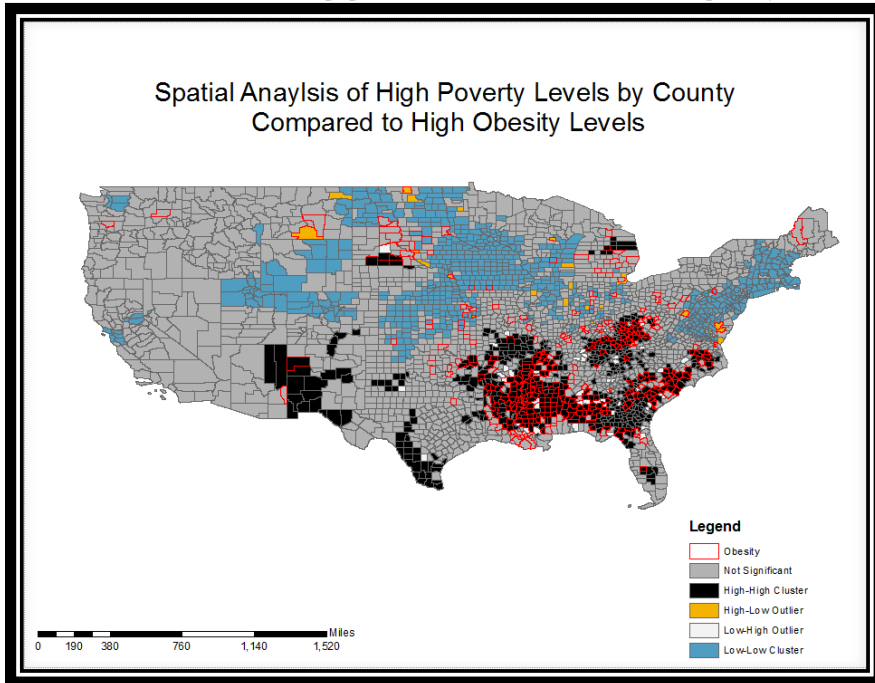 Spatial Anaylsis of High Poverty Levels by County
Compared to High Obesity Levels
Legend
Obesity
Not Significant
High-High Cluster
High-Low Outlier
Low-High Outlier
Low-Low Cluster
Miles
0 190 380 760 1,140 1,520